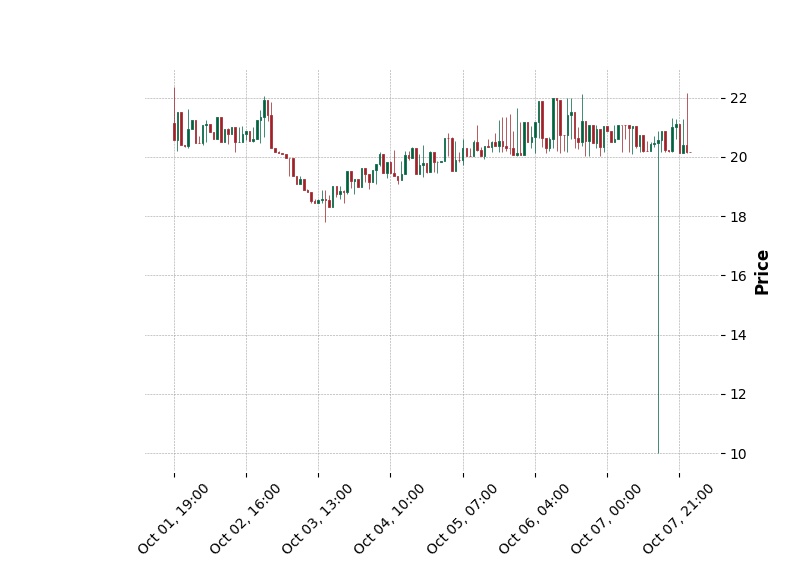 22
20
18
16
14
12
10
Price
Oct 01, 19:00
Oct 02, 16:00
Oct 03, 13:00
Oct 04, 10:00
Oct 05, 07:00
Oct 06, 04:00
Oct 07, 00:00
Oct 07, 21:00